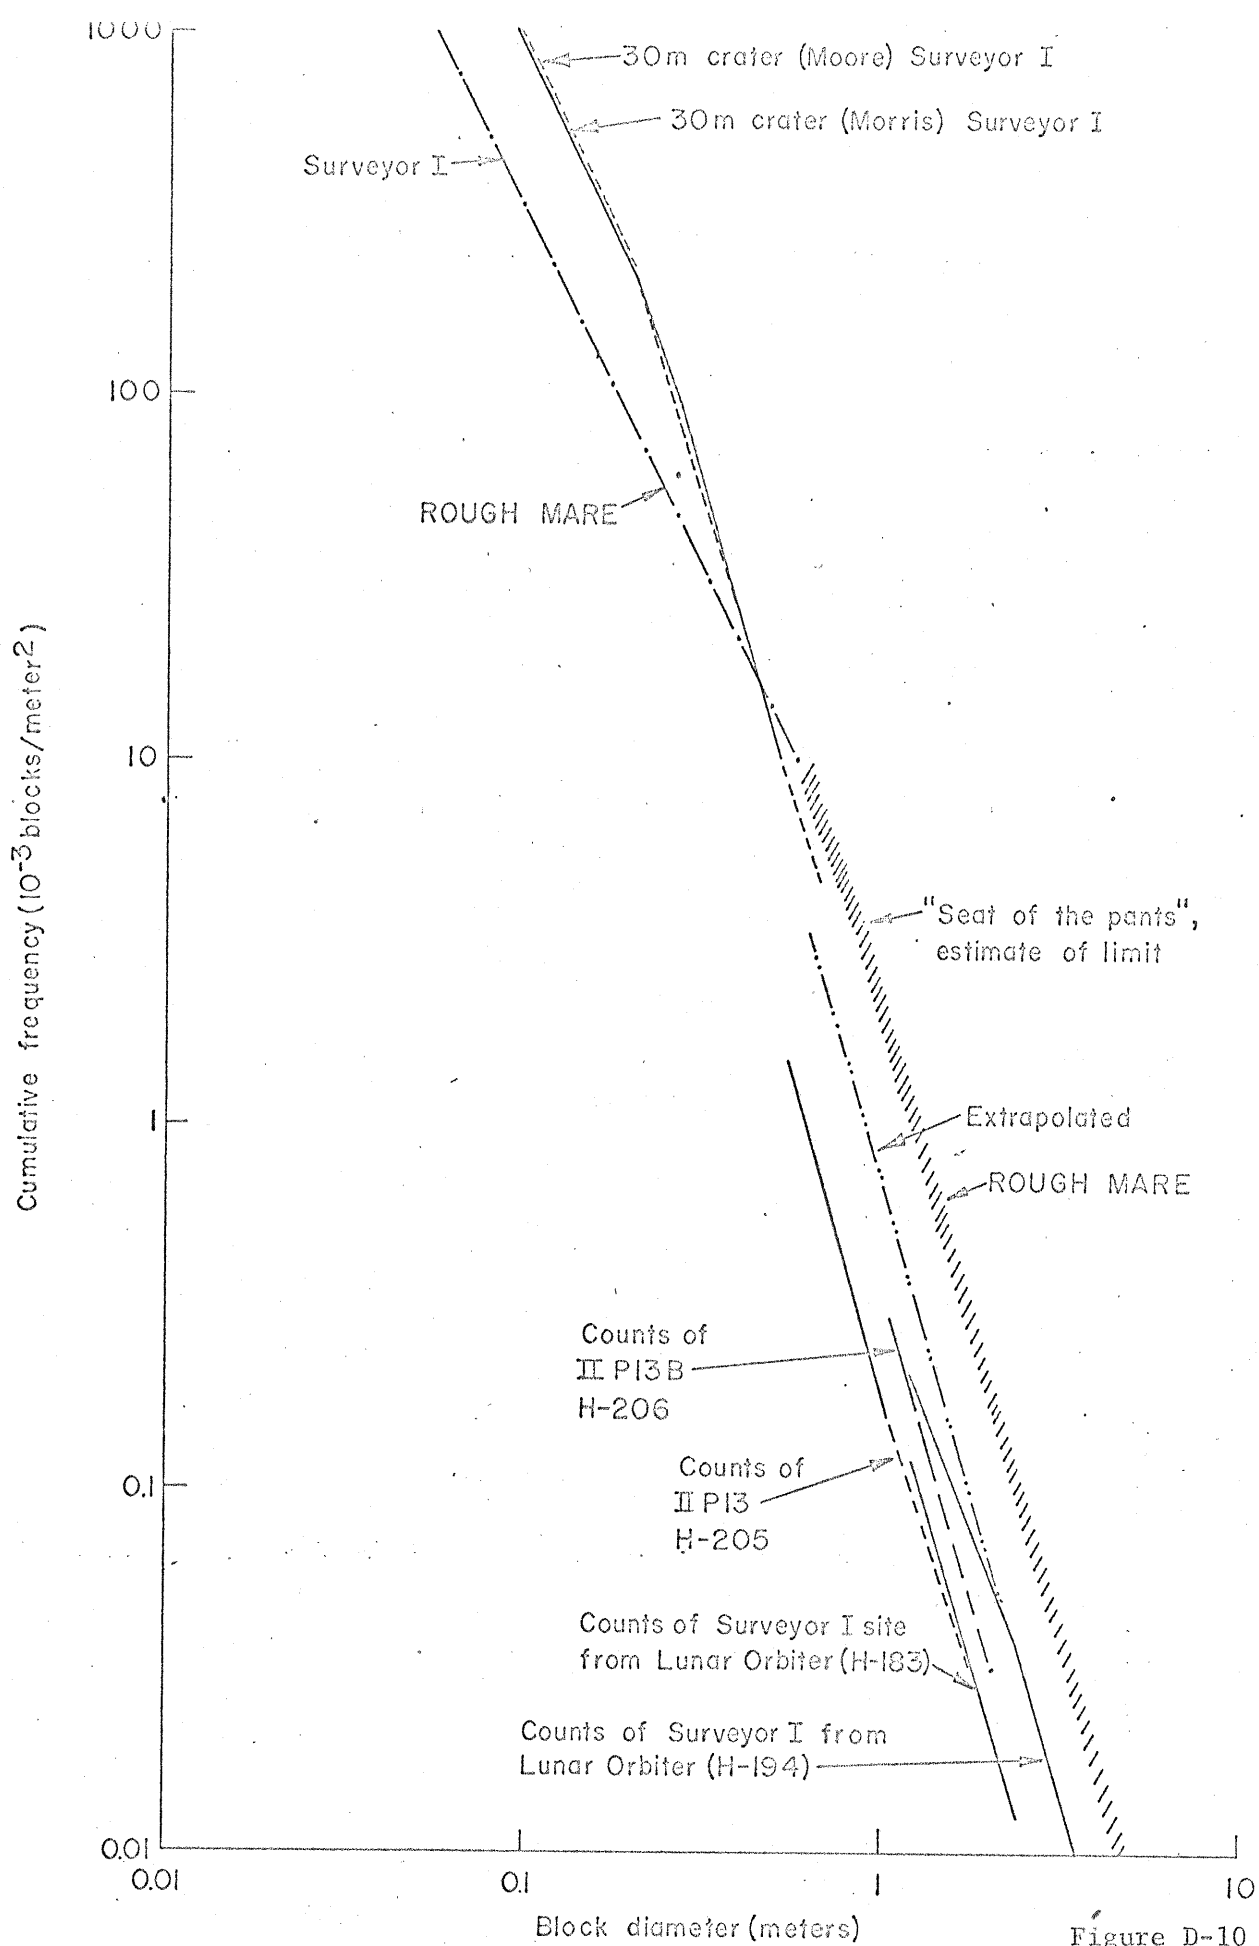 1000
30m crater (Moore) Surveyor I
30m crater (Morris) Surveyor I
Surveyor I
100
ROUGH MARE
Cumulative frequency (10⁻³ blocks/meter²)
10
"Seat of the pants",
estimate of limit
1
Extrapolated
ROUGH MARE
Counts of
II P13B
H-206
0.1
Counts of
II P13
H-205
Counts of Surveyor I site
from Lunar Orbiter (H-183)
Counts of Surveyor I from
Lunar Orbiter (H-194)
0.01
0.01
0.1
1
10
Block diameter (meters)
Figure D-10